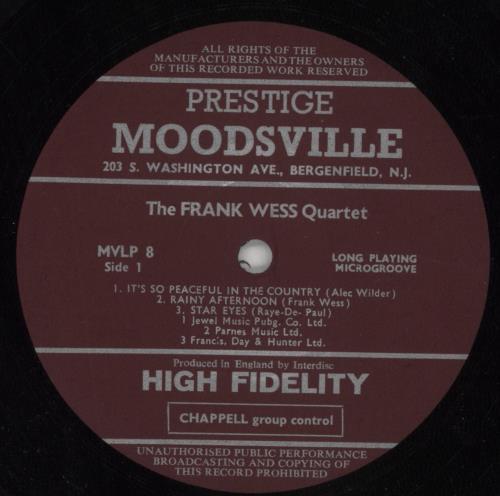 ALL RIGHTS OF THE
MANUFACTURERS AND THE OWNERS
OF THIS RECORDED WORK RESERVED
PRESTIGE
MOODSVILLE
203 S. WASHINGTON AVE., BERGENFIELD, N.J.
The FRANK WESS Quartet
MVLP 8
Side 1
LONG PLAYING
MICROGROOVE
1. IT'S SO PEACEFUL IN THE COUNTRY (Alec Wilder)
2. RAINY AFTERNOON (Frank Wess)
3. STAR EYES (Raye-De- Paul)
1 Jewel Music Pubg. Co. Ltd.
2 Parnes Music Ltd.
3 Francis, Day & Hunter Ltd.
Produced in England by Interdisc
HIGH FIDELITY
CHAPPELL group control
UNAUTHORISED PUBLIC PERFORMANCE
BROADCASTING AND COPYING OF
THIS RECORD PROHIBITED